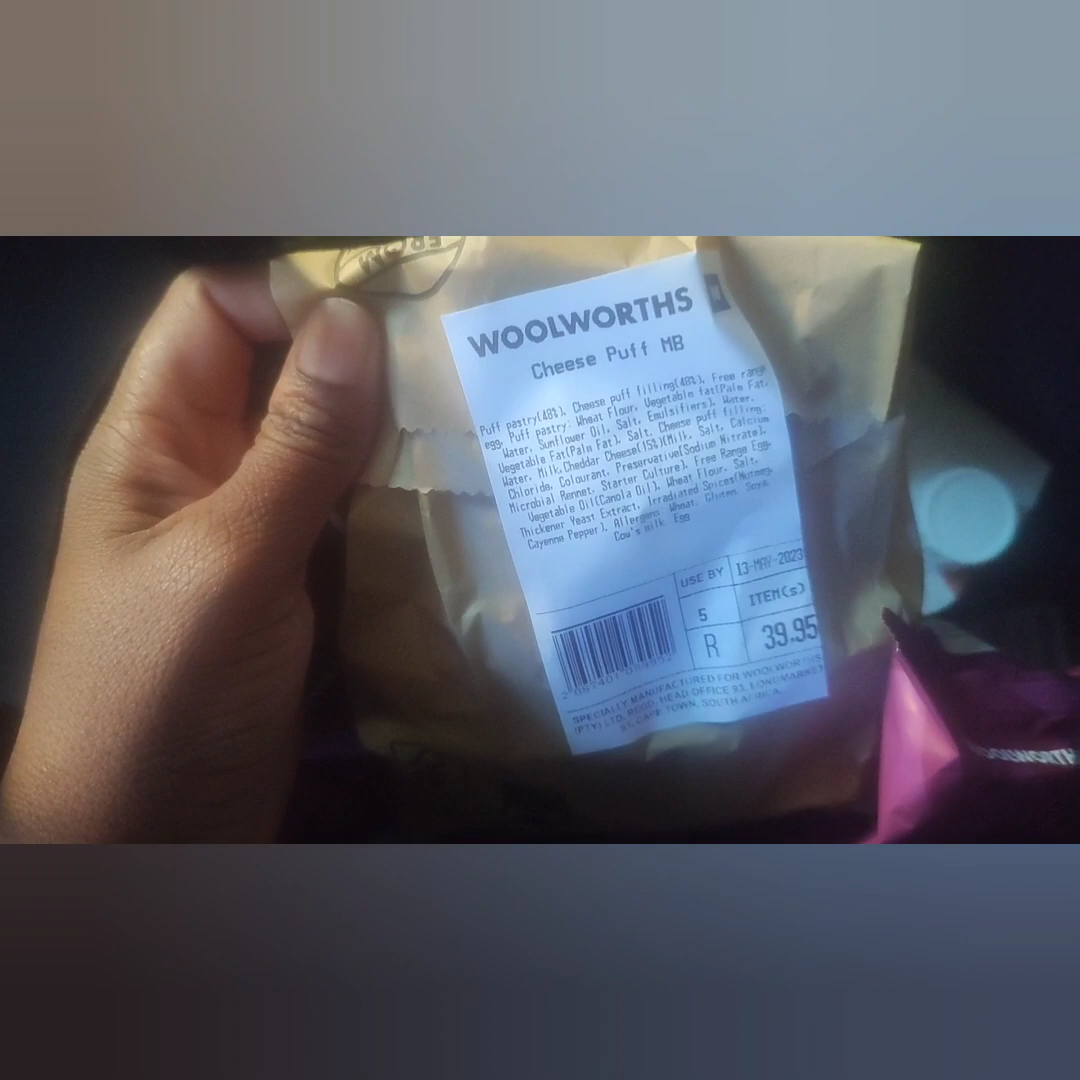 WOOLWORTHS
Cheese Puff MB
Puff pastry(48%), Cheese puff filling(48%), Free range
egg. Puff pastry: Wheat Flour, Vegetable fat(Palm Fat,
Water, Sunflower Oil, Salt, Emulsifiers), Water,
Vegetable Fat(Palm Fat), Salt. Cheese puff filling:
Water, Milk,Cheddar Cheese(15%)(Milk, Salt, Calcium
Chloride, Colourant, Preservative(Sodium Nitrate),
Microbial Rennet, Starter Culture), Free Range Egg,
Vegetable Oil(Canola Oil), Wheat Flour, Salt,
Thickener Yeast Extract, Irradiated Spices(Nutmeg,
Cayenne Pepper), Allergens Wheat, Gluten, Soya,
Cow's milk Egg
USE BY 13-MAY-2023
5 ITEM(s)
R 39.95
SPECIALLY MANUFACTURED FOR WOOLWORTHS
(PTY) LTD, REGD, HEAD OFFICE 93, LONGMARKET
ST, CAPE TOWN, SOUTH AFRICA.
WOOLWORTH